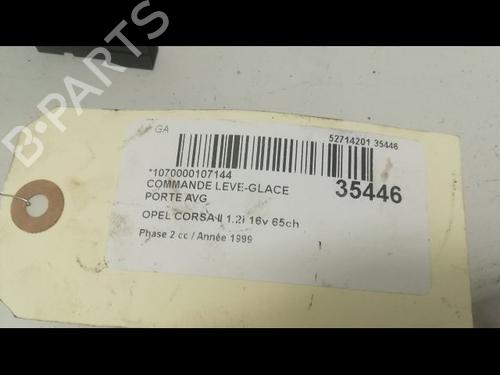 GA
52714201 35446
*1070000107144
COMMANDE LEVE-GLACE
PORTE AVG
35446
OPEL CORSA II 1.2i 16v 65ch
Phase 2 cc / Année 1999
B-PARTS